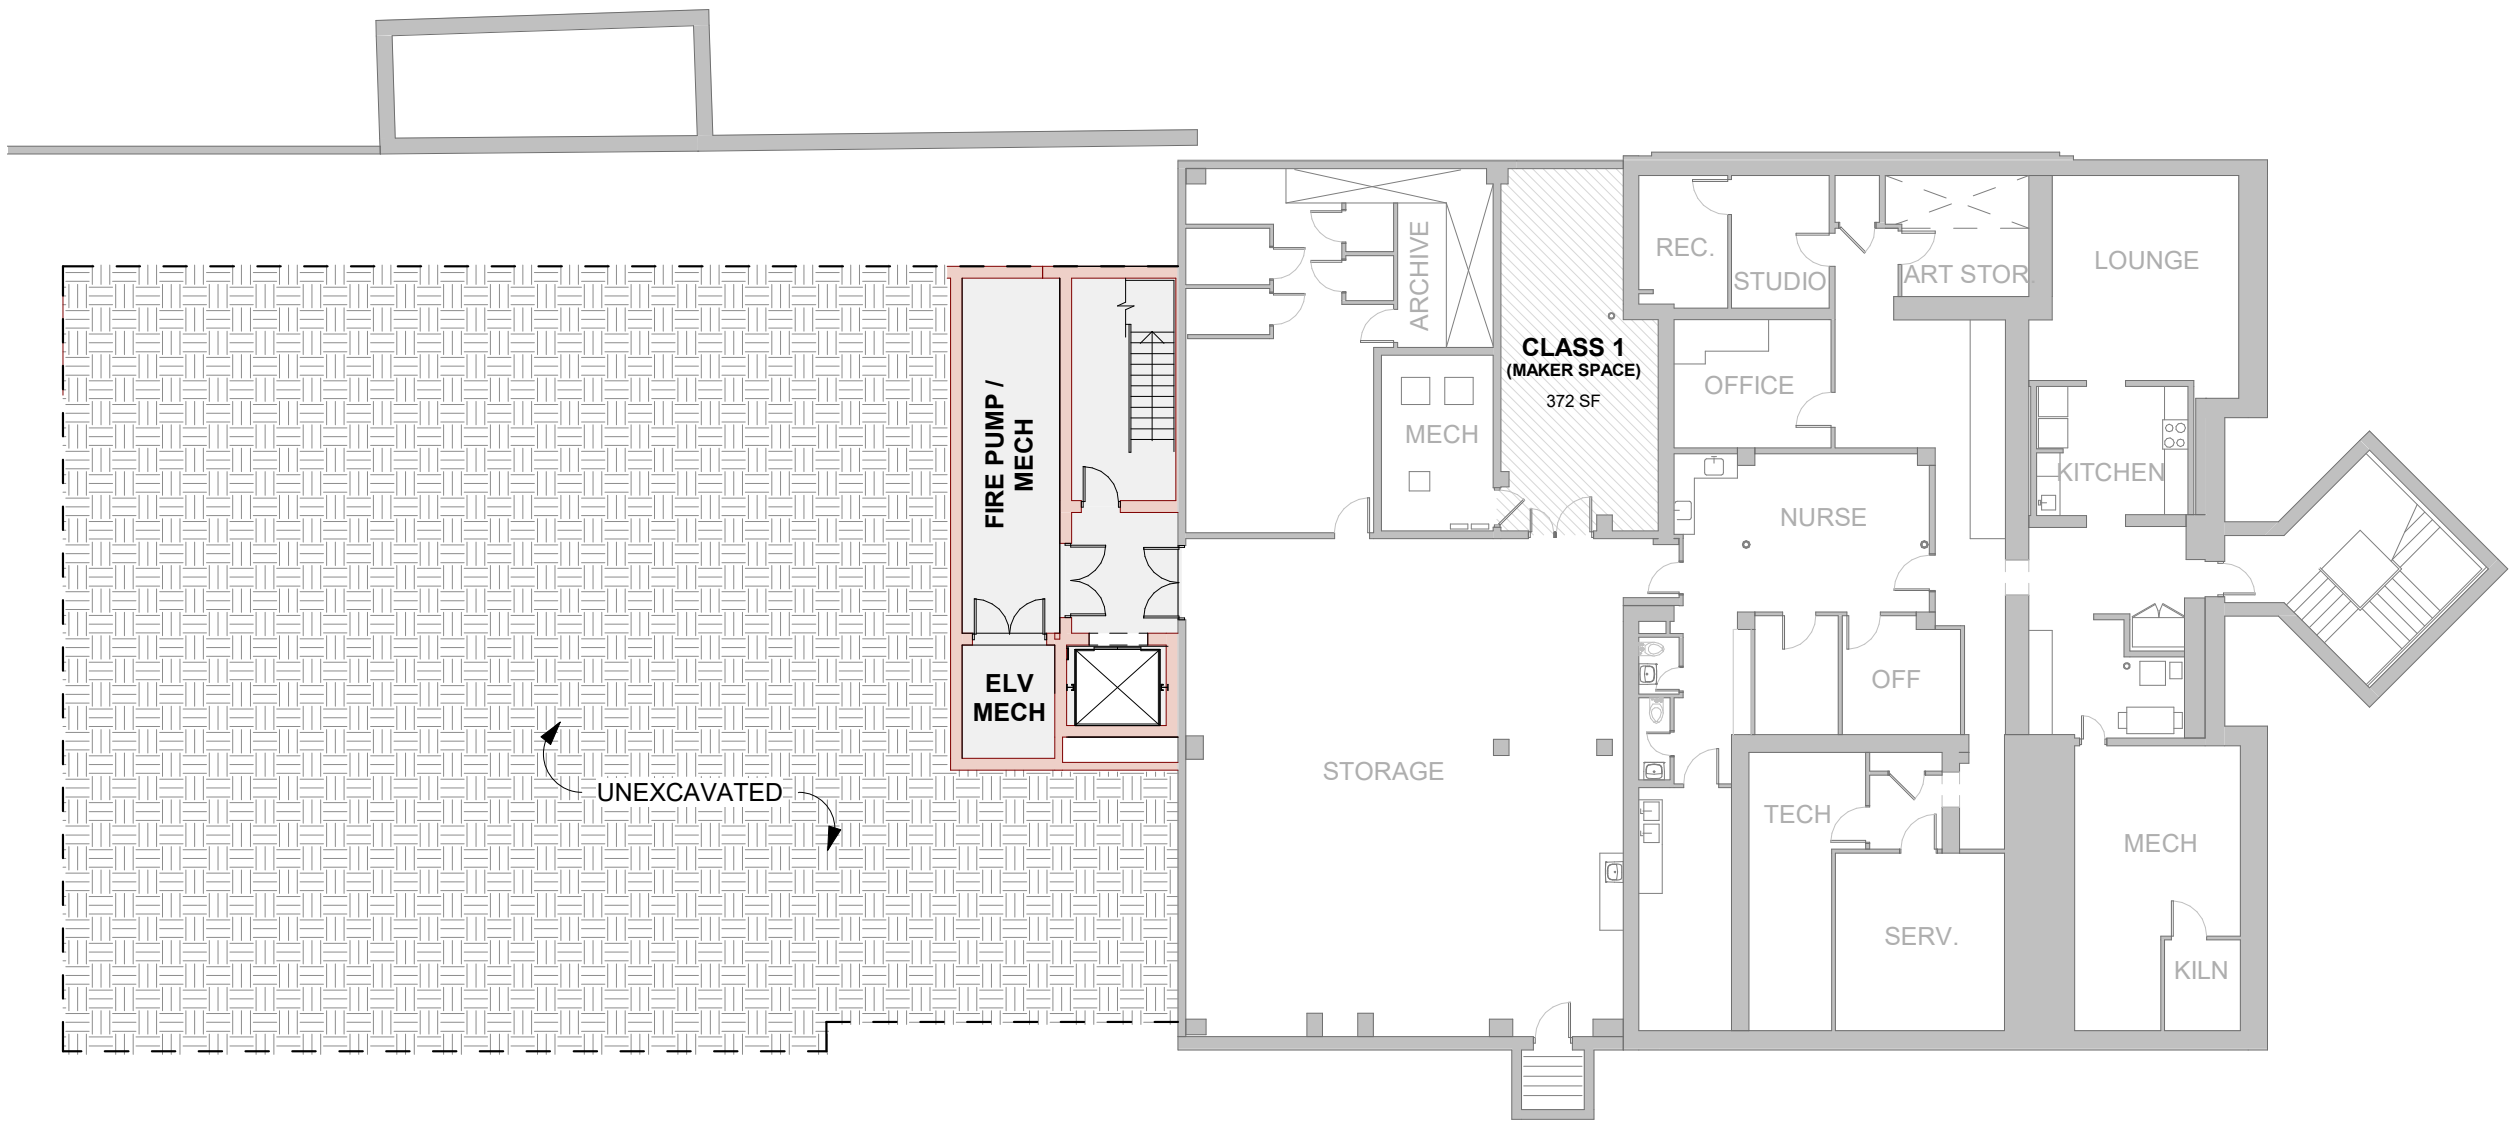 REC.
STUDIO
ART STOR.
LOUNGE
ARCHIVE
CLASS 1
(MAKER SPACE)
372 SF
OFFICE
MECH
FIRE PUMP /
MECH
KITCHEN
NURSE
ELV
MECH
OFF
UNEXCAVATED
STORAGE
TECH
MECH
SERV.
KILN